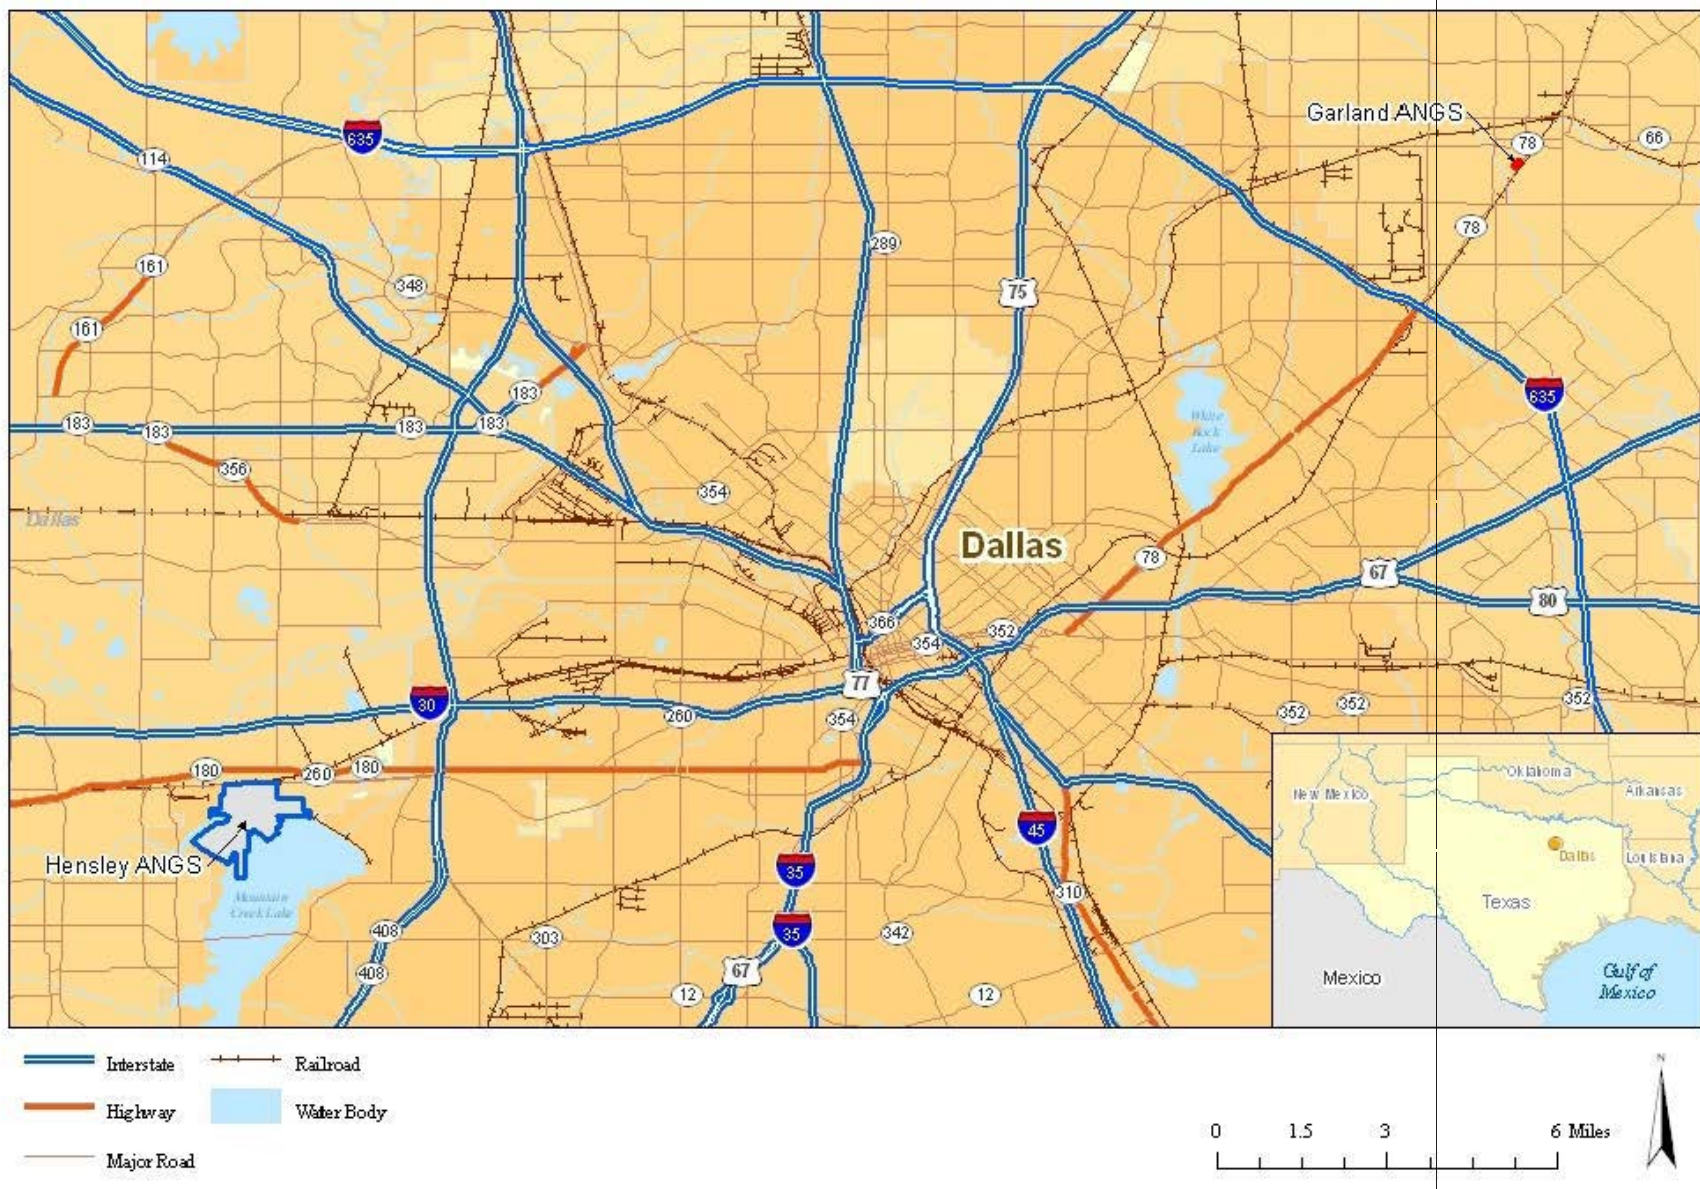 Garland ANGS
635
78
66
114
78
289
161
348
75
161
183
635
183
183
183
183
White
Rock
Lake
356
354
Dallas
Dallas
78
67
80
366
352
354
77
30
352
352
352
260
354
180
260
180
45
Hensley ANGS
35
310
Mountain
Creek Lake
408
303
35
342
408
67
12
12
Oklahoma
New Mexico
Arkansas
Dallas
Louisiana
Texas
Mexico
Gulf of
Mexico
Interstate
Railroad
Highway
Water Body
Major Road
0 1.5 3 6 Miles
N